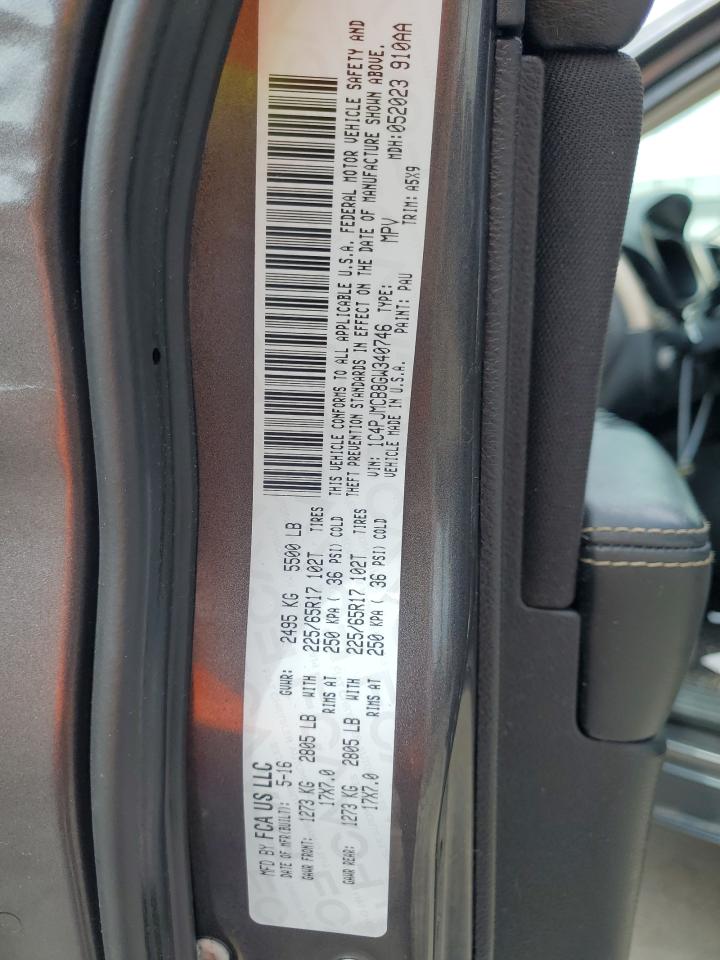 MFD BY FCA US LLC
DATE OF MFR(BUILT): 5-16 GVWR: 2495 KG 5500 LB
GAWR FRONT: 1273 KG 2805 LB WITH 225/65R17 102T TIRES
17X7.0 RIMS AT 250 KPA ( 36 PSI) COLD
GAWR REAR: 1273 KG 2805 LB WITH 225/65R17 102T TIRES
17X7.0 RIMS AT 250 KPA ( 36 PSI) COLD
THIS VEHICLE CONFORMS TO ALL APPLICABLE U.S.A. FEDERAL MOTOR VEHICLE SAFETY AND
THEFT PREVENTION STANDARDS IN EFFECT ON THE DATE OF MANUFACTURE SHOWN ABOVE.
VIN: 1C4PJMCB8GW340746 TYPE: MPV MDH:052023 910AA
VEHICLE MADE IN U.S.A. PAINT: PAU TRIM: A5X9